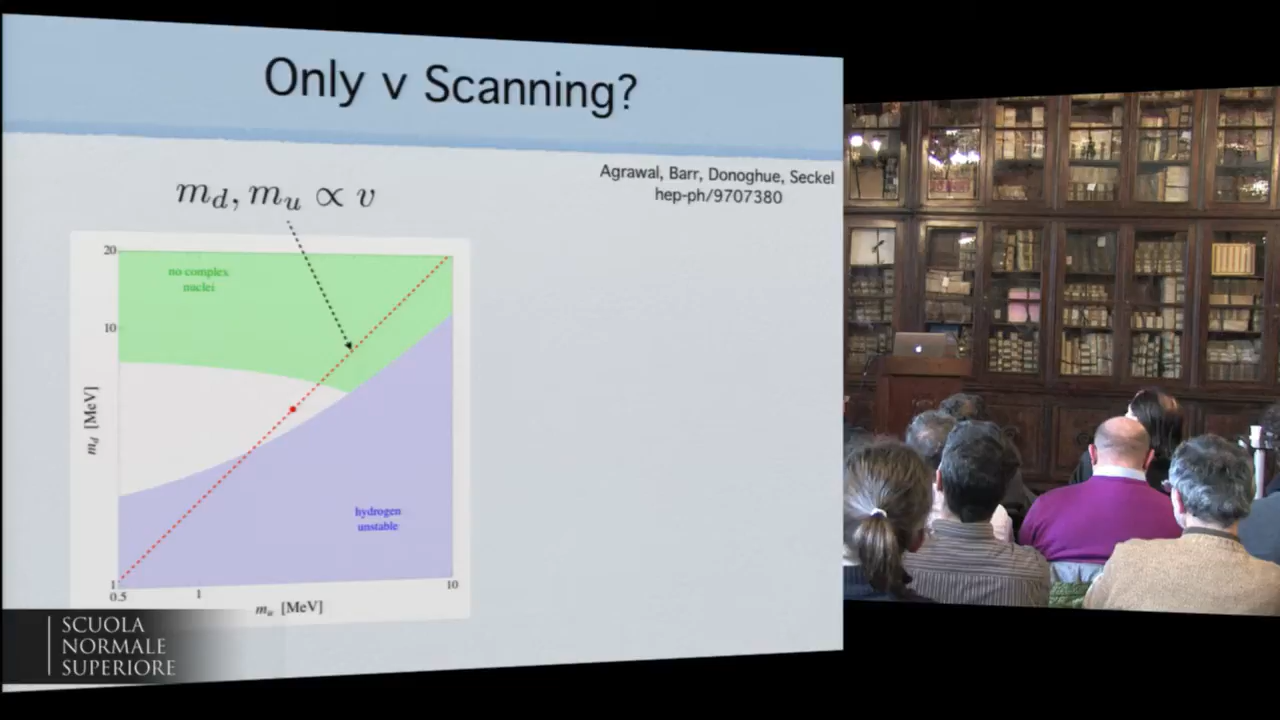 Only v Scanning?
Agrawal, Barr, Donoghue, Seckel
hep-ph/9707380
m_d, m_u ∝ v
20
no complex
nuclei
10
m_d [MeV]
hydrogen
unstable
1
0.5
1
10
m_u [MeV]
SCUOLA
NORMALE
SUPERIORE